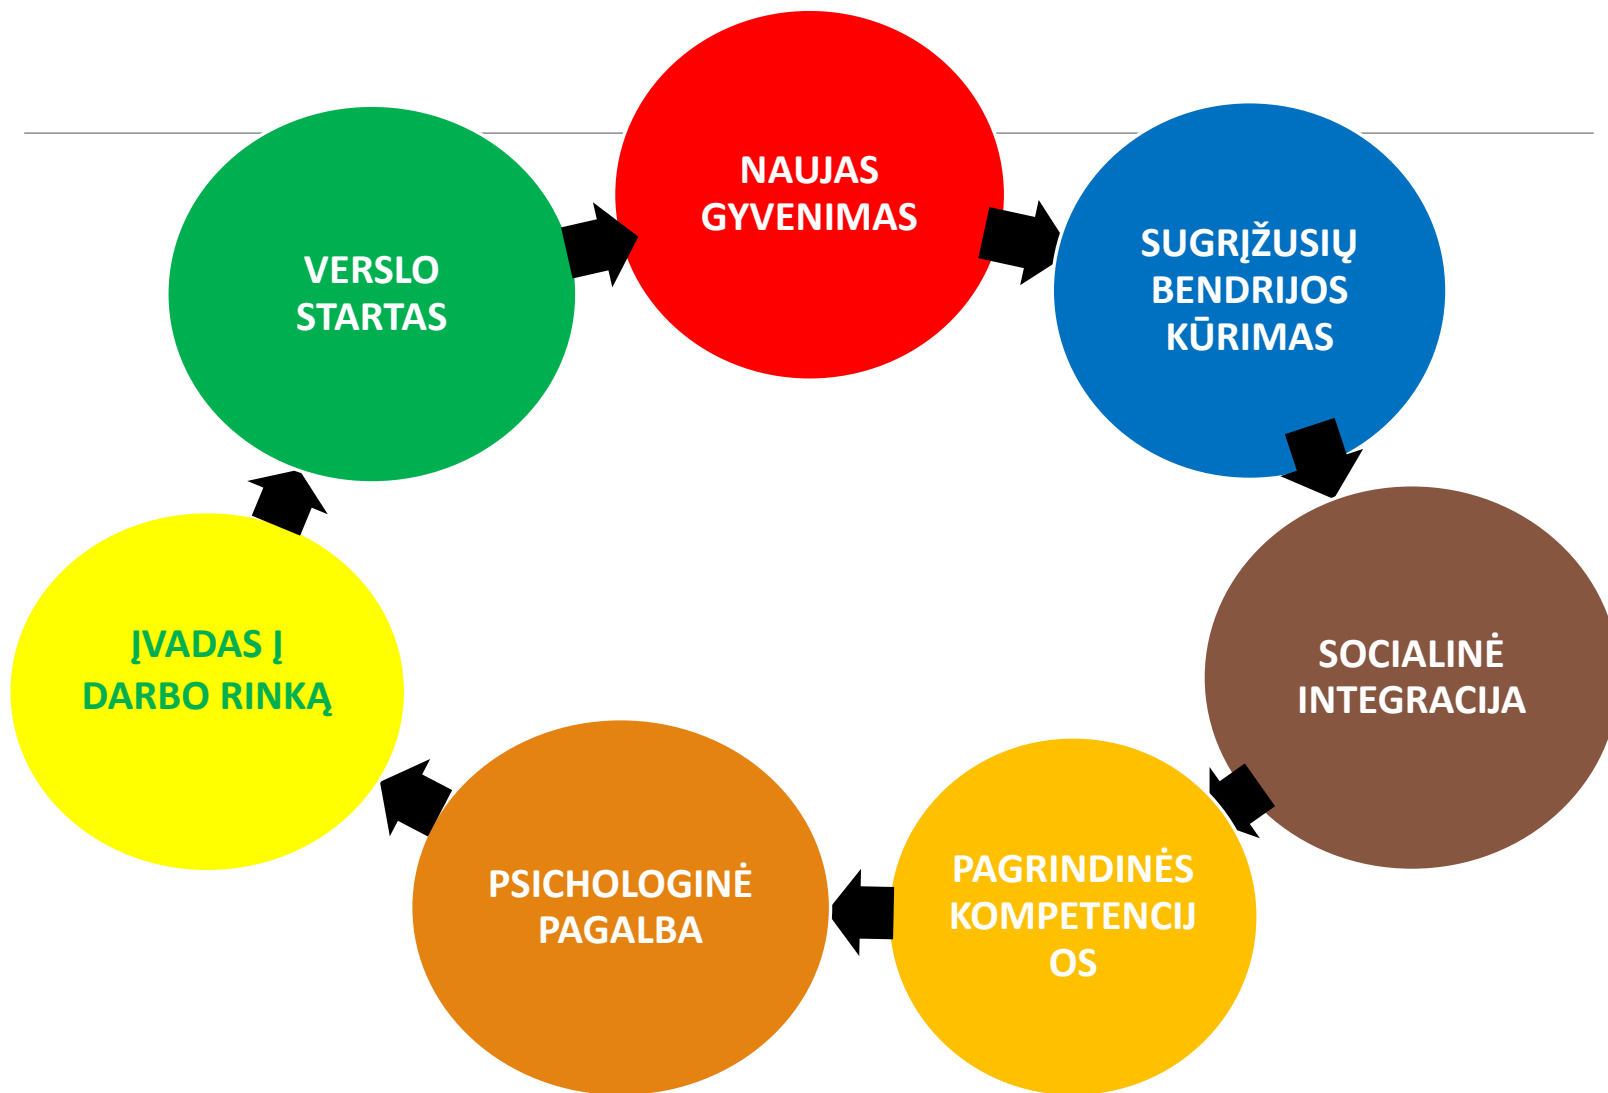 NAUJAS
GYVENIMAS
SUGRĮŽUSIŲ
BENDRIJOS
KŪRIMAS
SOCIALINĖ
INTEGRACIJA
PAGRINDINĖS
KOMPETENCIJ
OS
PSICHOLOGINĖ
PAGALBA
ĮVADAS Į
DARBO RINKĄ
VERSLO
STARTAS